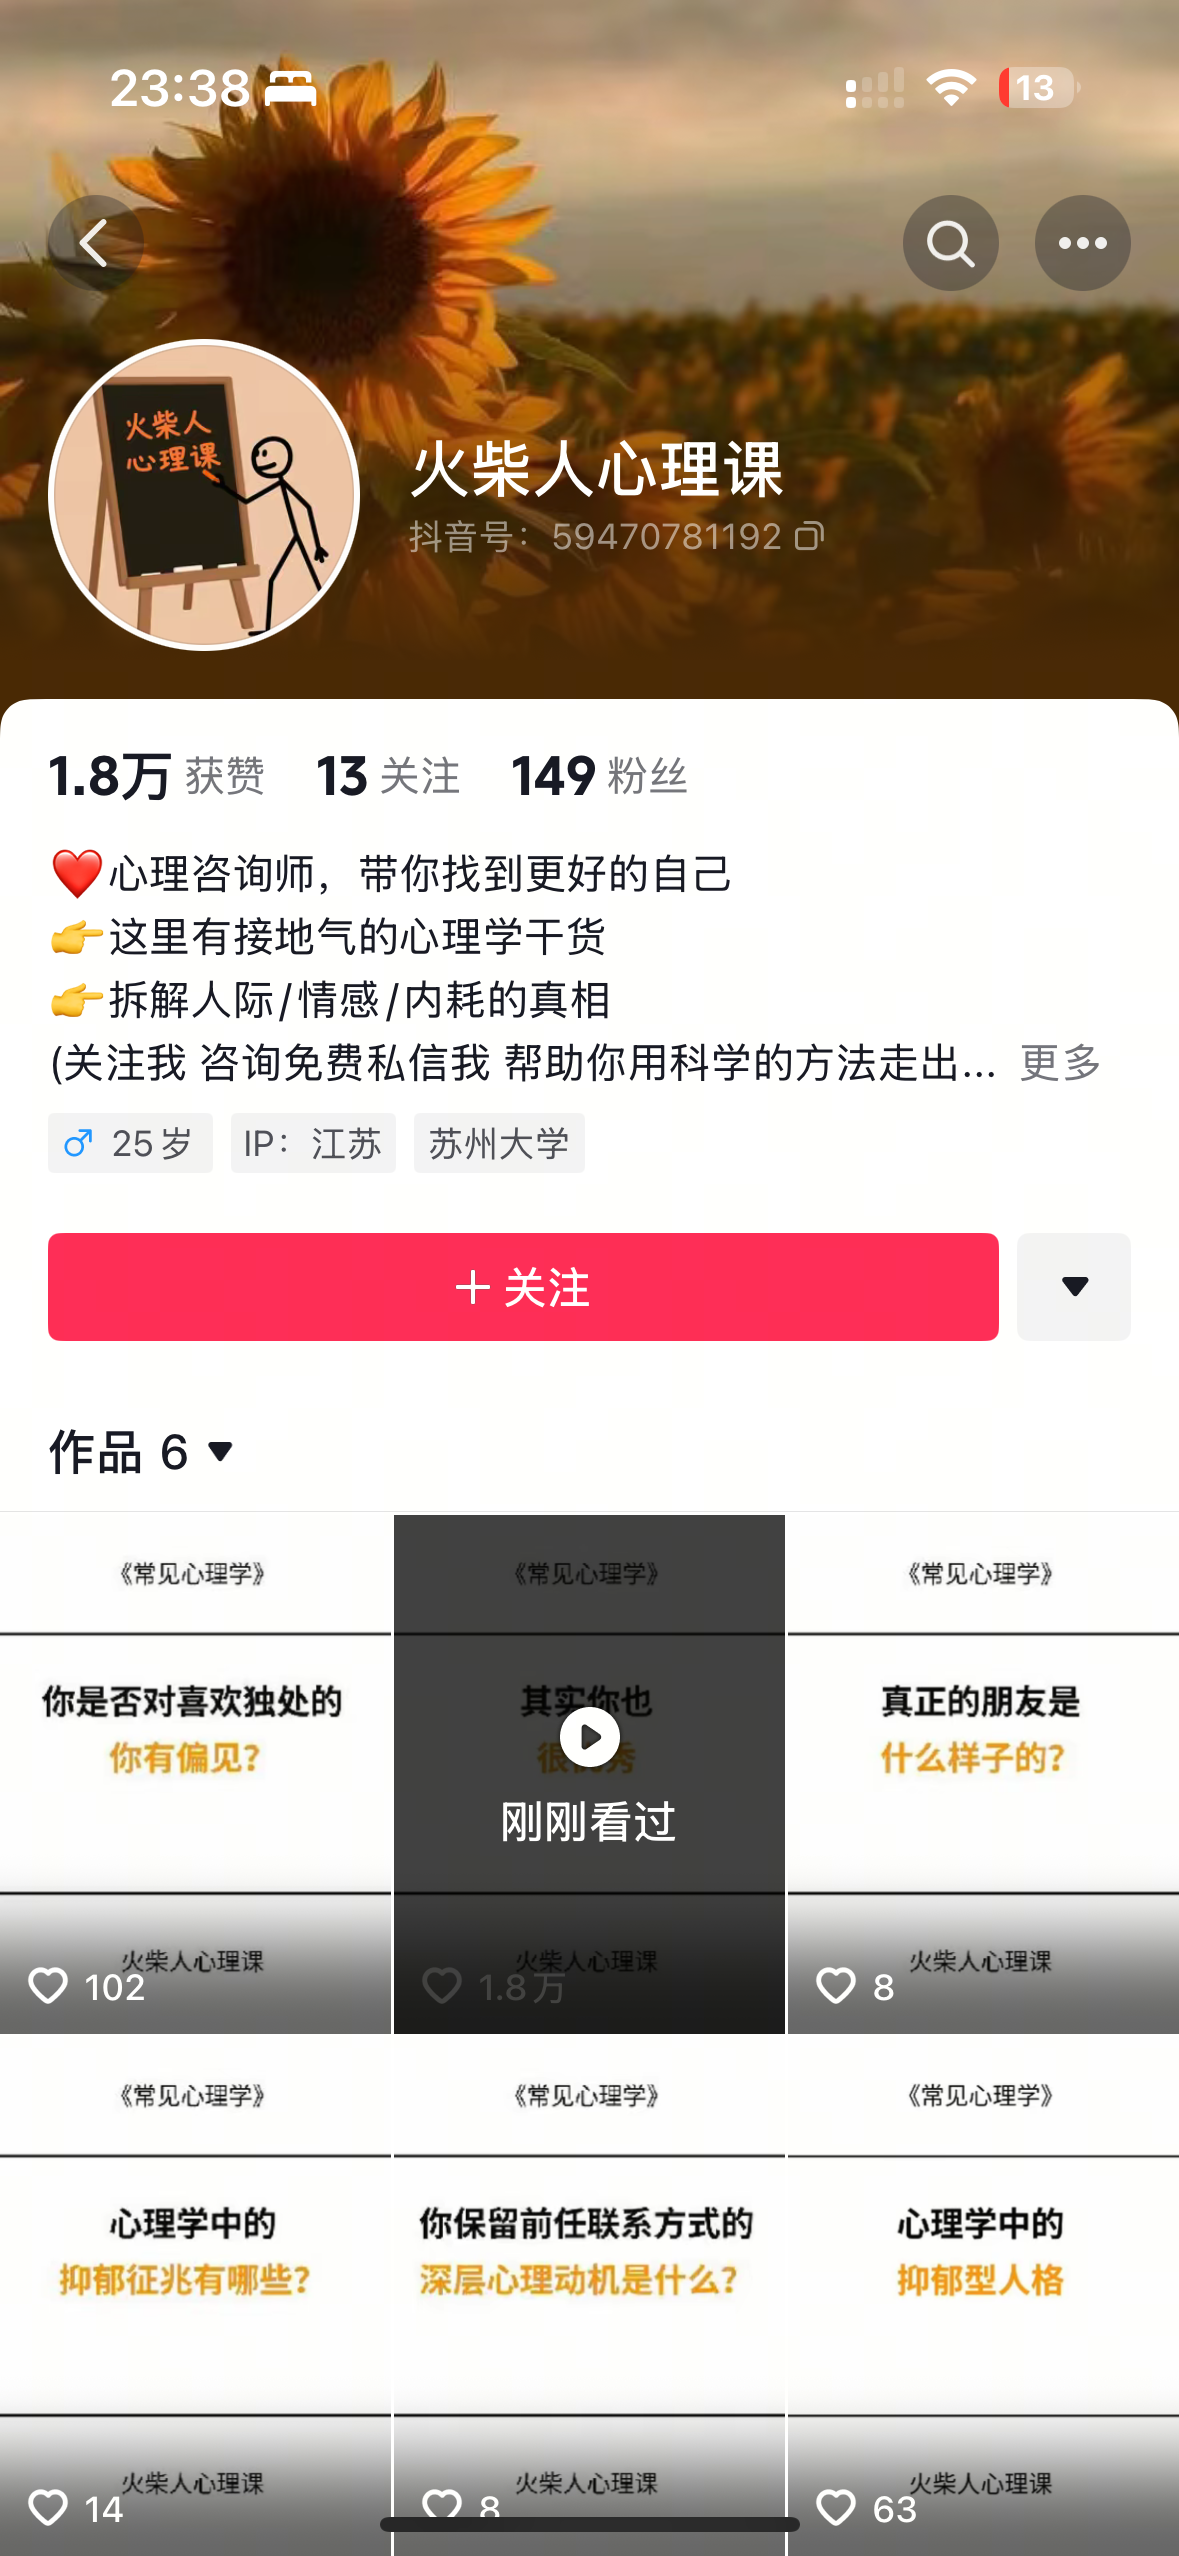 23:38
13
火柴人
心理课
火柴人心理课
抖音号：59470781192
1.8万 获赞 13 关注 149 粉丝
❤️心理咨询师，带你找到更好的自己
👉这里有接地气的心理学干货
👉拆解人际/情感/内耗的真相
(关注我 咨询免费私信我 帮助你用科学的方法走出... 更多
♂ 25岁 IP：江苏 苏州大学
＋关注
作品 6
《常见心理学》
你是否对喜欢独处的
你有偏见？
火柴人心理课
102
《常见心理学》
其实你也
很优秀
刚刚看过
火柴人心理课
1.8万
《常见心理学》
真正的朋友是
什么样子的？
火柴人心理课
8
《常见心理学》
心理学中的
抑郁征兆有哪些？
火柴人心理课
14
《常见心理学》
你保留前任联系方式的
深层心理动机是什么？
火柴人心理课
8
《常见心理学》
心理学中的
抑郁型人格
火柴人心理课
63